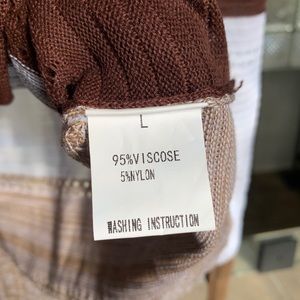 L
95%VISCOSE
5%NYLON
WASHING INSTRUCTION